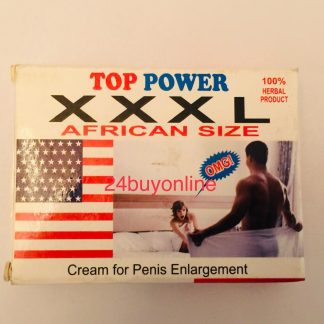 TOP POWER
100%
HERBAL
PRODUCT
XXXL
AFRICAN SIZE
OMG!
24buyonline
Cream for Penis Enlargement